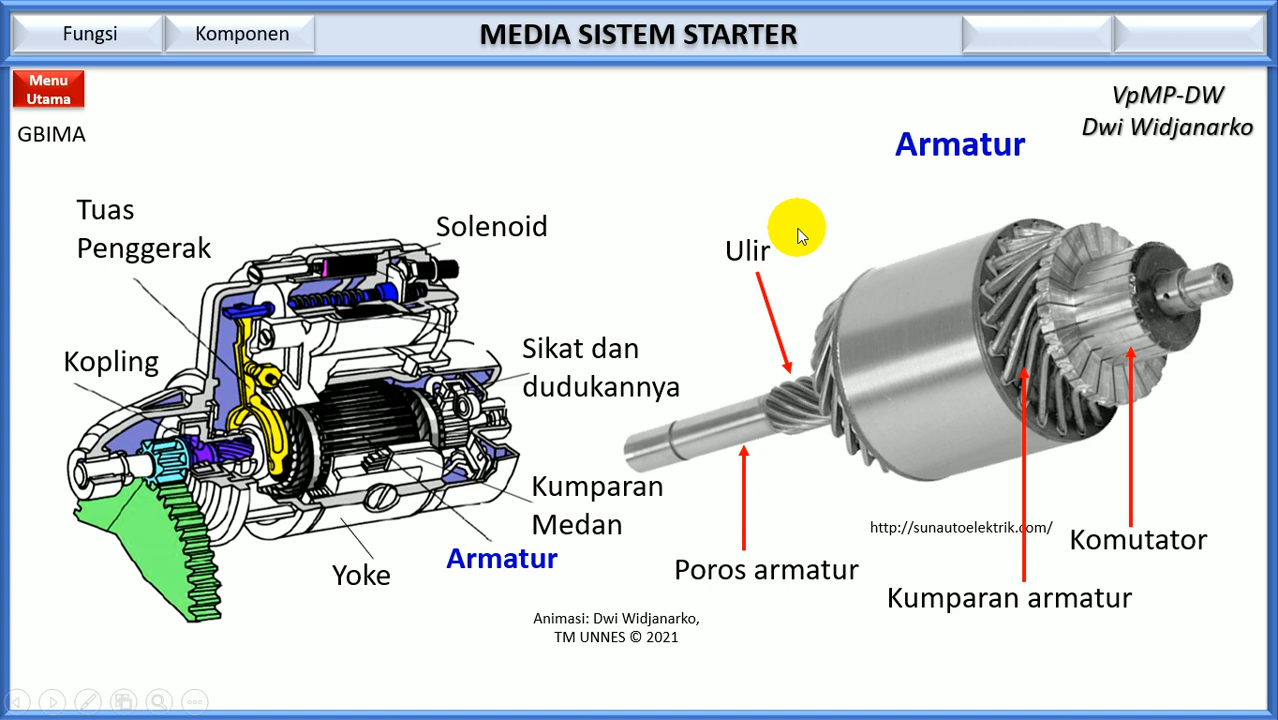 Fungsi
Komponen
MEDIA SISTEM STARTER
Menu
Utama
GBIMA
VpMP-DW
Dwi Widjanarko
Armatur
Tuas
Penggerak
Solenoid
Ulir
Kopling
Sikat dan
dudukannya
Kumparan
Medan
Armatur
Yoke
http://sunautoelektrik.com/
Komutator
Poros armatur
Kumparan armatur
Animasi: Dwi Widjanarko,
TM UNNES © 2021